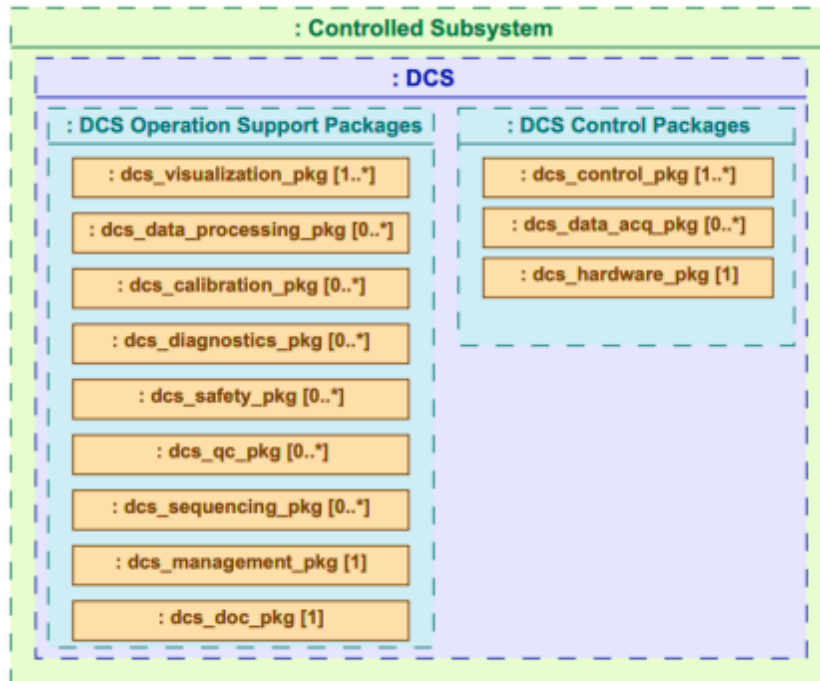 : Controlled Subsystem
: DCS
: DCS Operation Support Packages
: dcs_visualization_pkg [1..*]
: dcs_data_processing_pkg [0..*]
: dcs_calibration_pkg [0..*]
: dcs_diagnostics_pkg [0..*]
: dcs_safety_pkg [0..*]
: dcs_qc_pkg [0..*]
: dcs_sequencing_pkg [0..*]
: dcs_management_pkg [1]
: dcs_doc_pkg [1]
: DCS Control Packages
: dcs_control_pkg [1..*]
: dcs_data_acq_pkg [0..*]
: dcs_hardware_pkg [1]